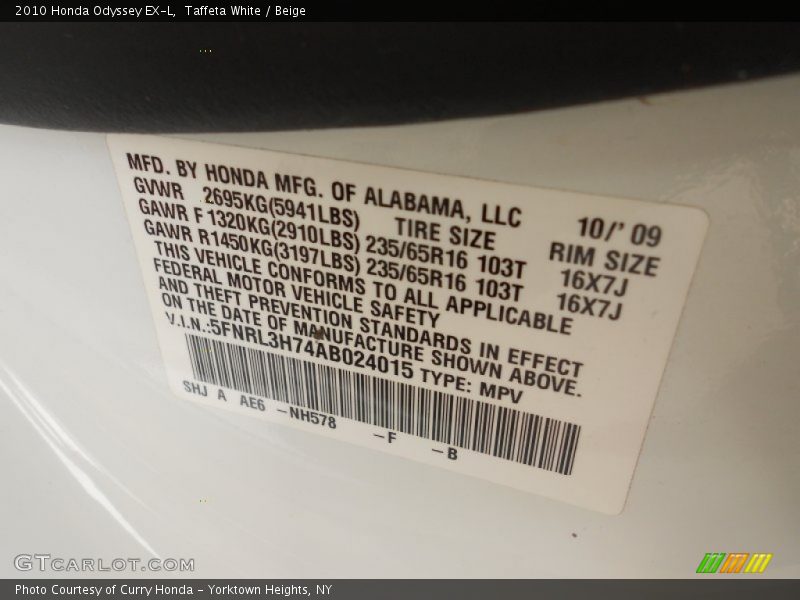 2010 Honda Odyssey EX-L, Taffeta White / Beige
MFD. BY HONDA MFG. OF ALABAMA, LLC 10/' 09
GVWR 2695KG(5941LBS) TIRE SIZE RIM SIZE
GAWR F 1320KG(2910LBS) 235/65R16 103T 16X7J
GAWR R1450KG(3197LBS) 235/65R16 103T 16X7J
THIS VEHICLE CONFORMS TO ALL APPLICABLE
FEDERAL MOTOR VEHICLE SAFETY
AND THEFT PREVENTION STANDARDS IN EFFECT
ON THE DATE OF MANUFACTURE SHOWN ABOVE.
V.I.N.:5FNRL3H74AB024015 TYPE: MPV
SHJ A AE6 -NH578 -F -B
GTCARLOT.COM
Photo Courtesy of Curry Honda - Yorktown Heights, NY